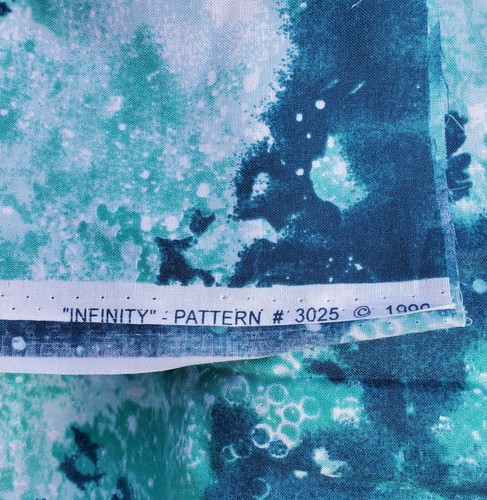 "INFINITY" - PATTERN # 3025 ©